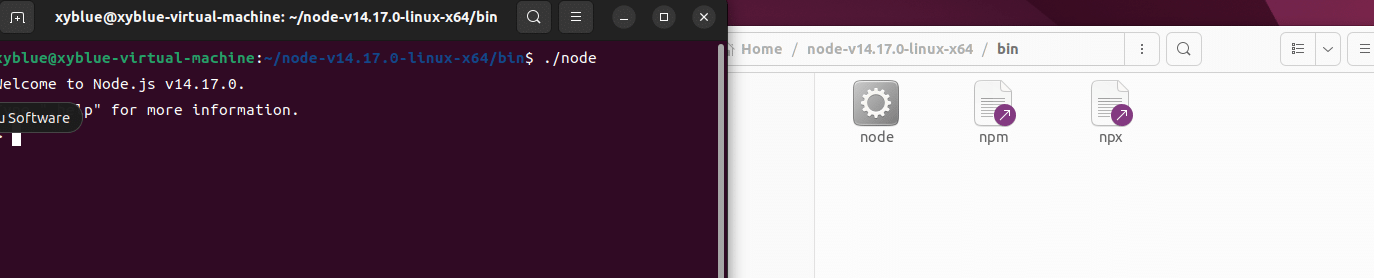 xyblue@xyblue-virtual-machine: ~/node-v14.17.0-linux-x64/bin
xyblue@xyblue-virtual-machine:~/node-v14.17.0-linux-x64/bin$ ./node
Welcome to Node.js v14.17.0.
" for more information.
Software
>
Home / node-v14.17.0-linux-x64 / bin
node
npm
npx